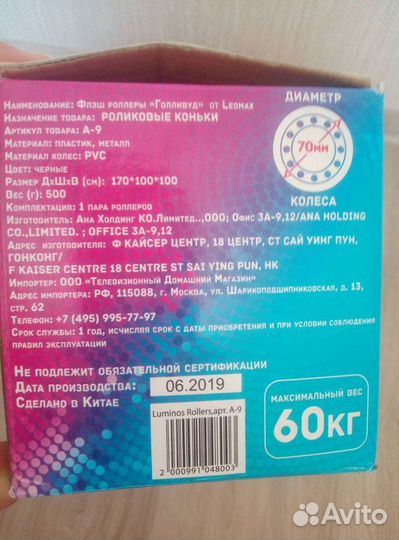 Наименование: Флэш роллеры "Голливуд" от Leomax
Назначение товара: РОЛИКОВЫЕ КОНЬКИ
Артикул товара: А-9
Материал: пластик, металл
Материал колес: PVC
Цвет: черные
Размер ДхШхВ (см): 170*100*100
Вес (г): 500
Комплектация: 1 пара роллеров
Изготовитель: Ана Холдинг КО.Лимитед.,,ООО; Офис 3А-9,12/ANA HOLDING
CO.,LIMITED. ; OFFICE 3A-9,12
Адрес изготовителя: Ф КАЙСЕР ЦЕНТР, 18 ЦЕНТР, СТ САЙ УИНГ ПУН,
ГОНКОНГ/
F KAISER CENTRE 18 CENTRE ST SAI YING PUN, HK
Импортер: ООО "Телевизионный Домашний Магазин"
Адрес импортера: РФ, 115088, г. Москва, ул. Шарикоподшипниковская, д. 13,
стр. 62
Телефон: +7 (495) 995-77-97
Срок службы: 1 год, исчисляя срок с даты приобретения и при условии соблюдения
правил эксплуатации
ДИАМЕТР
70мм
КОЛЕСА
Не подлежит обязательной сертификации
Дата производства: 06.2019
Сделано в Китае
Luminos Rollers,арт. А-9
2 000991 048003
МАКСИМАЛЬНЫЙ ВЕС
60КГ
Avito